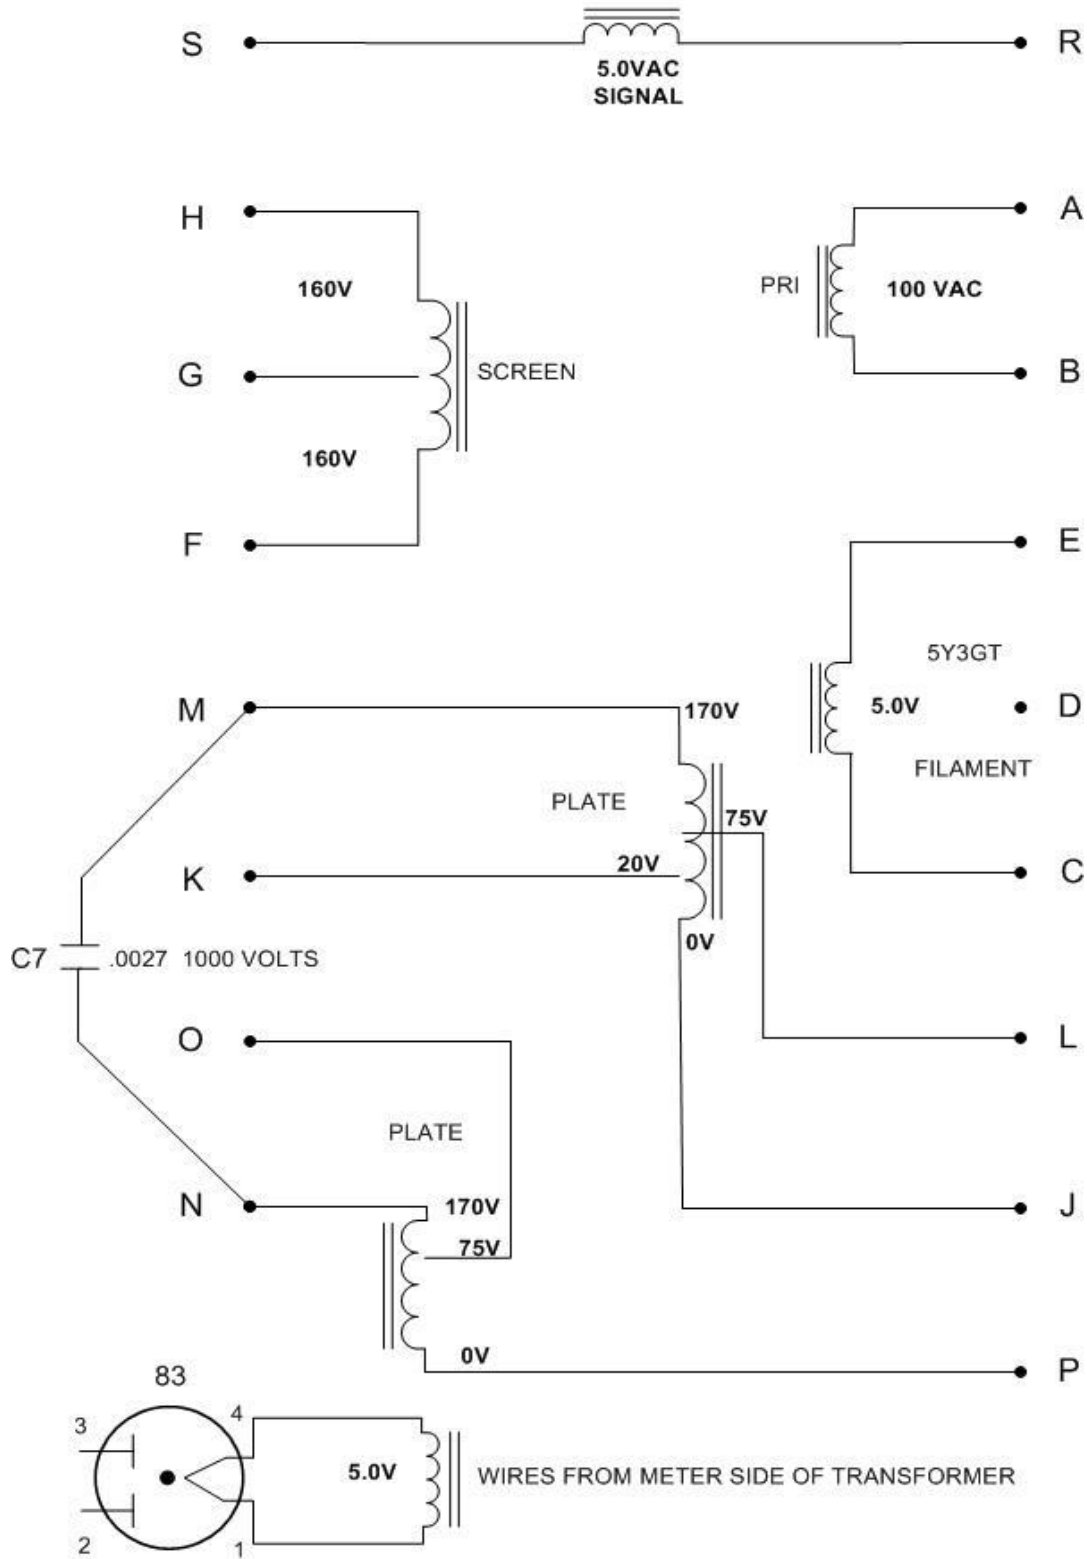 S
R
5.0VAC
SIGNAL
H
A
160V
PRI
100 VAC
G
SCREEN
B
160V
F
E
5Y3GT
M
170V
5.0V
D
FILAMENT
PLATE
75V
K
20V
C
0V
C7
.0027 1000 VOLTS
O
L
PLATE
N
170V
J
75V
0V
P
83
3
4
5.0V
WIRES FROM METER SIDE OF TRANSFORMER
2
1